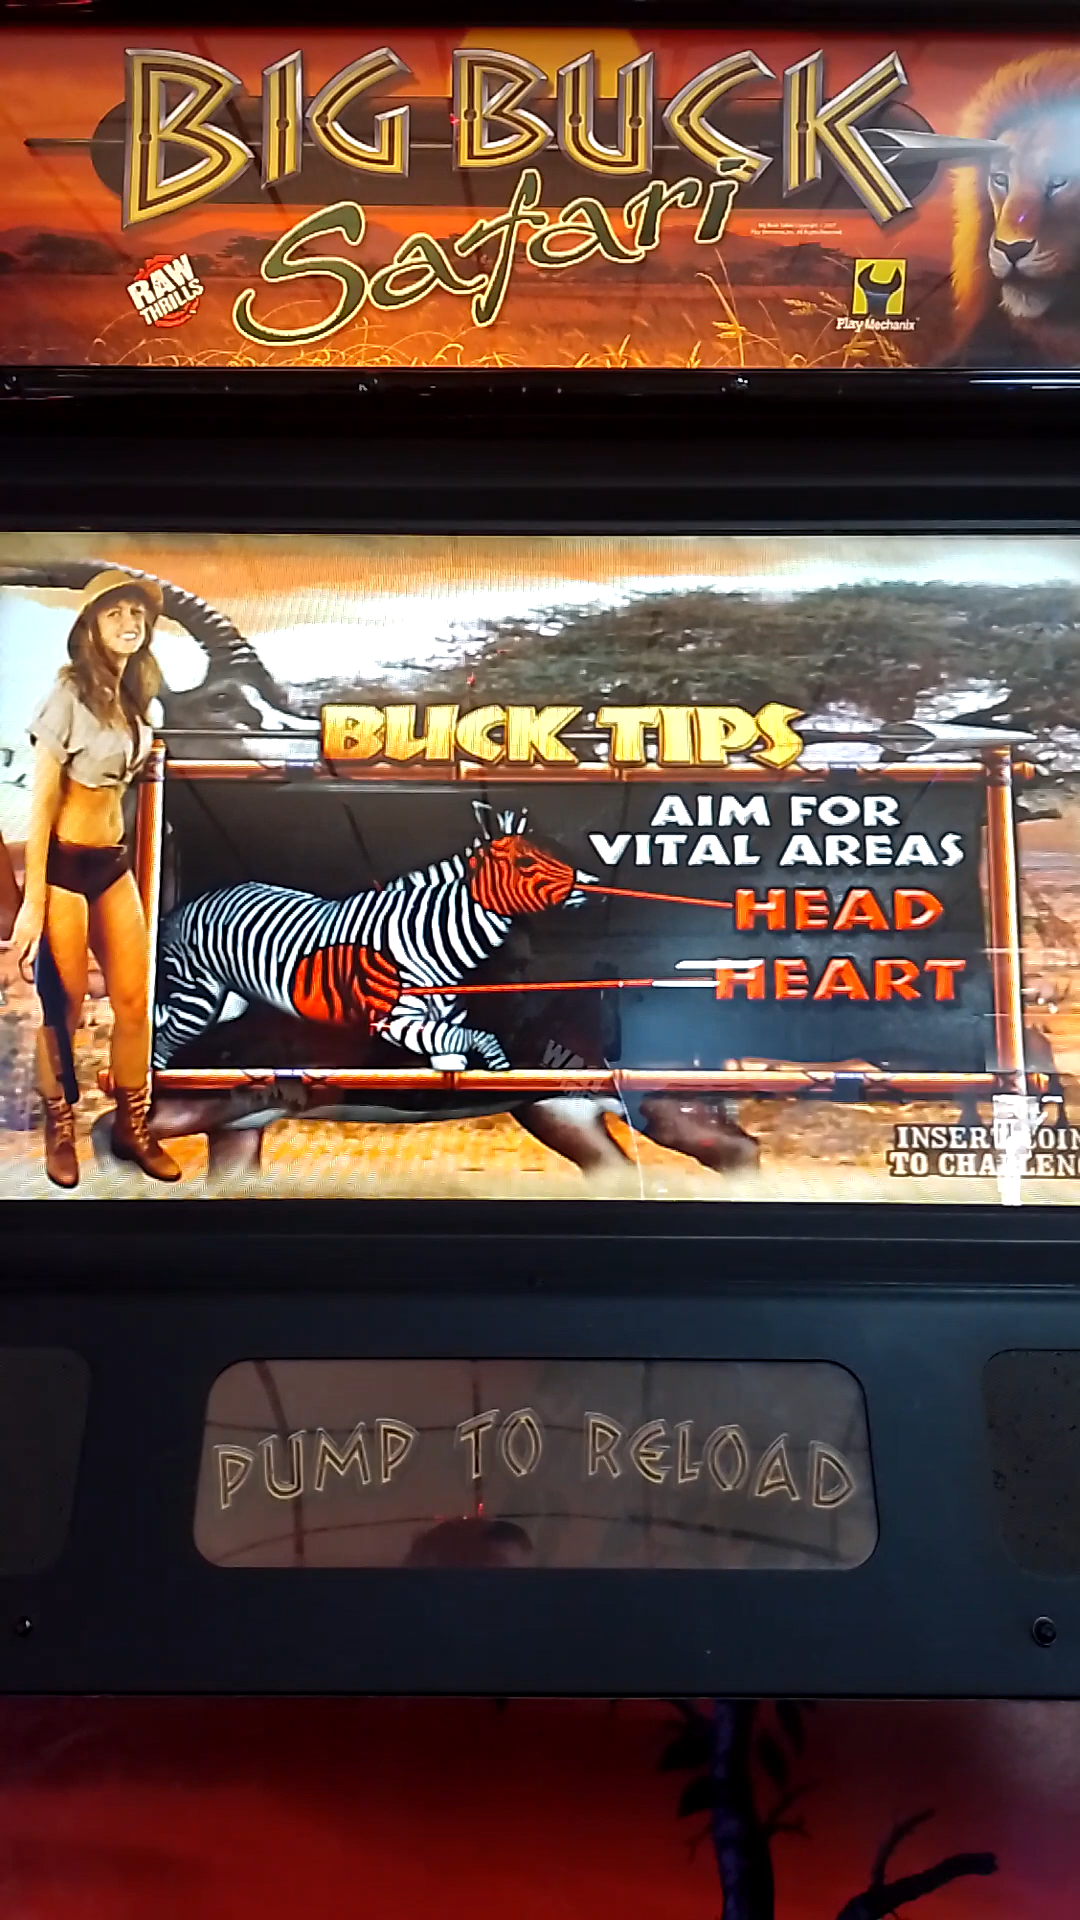 BIG BUCK
Safari
RAW
THRILLS
Play Mechanix
BUCK TIPS
AIM FOR
VITAL AREAS
HEAD
HEART
INSERT COIN
TO
PUMP TO RELOAD